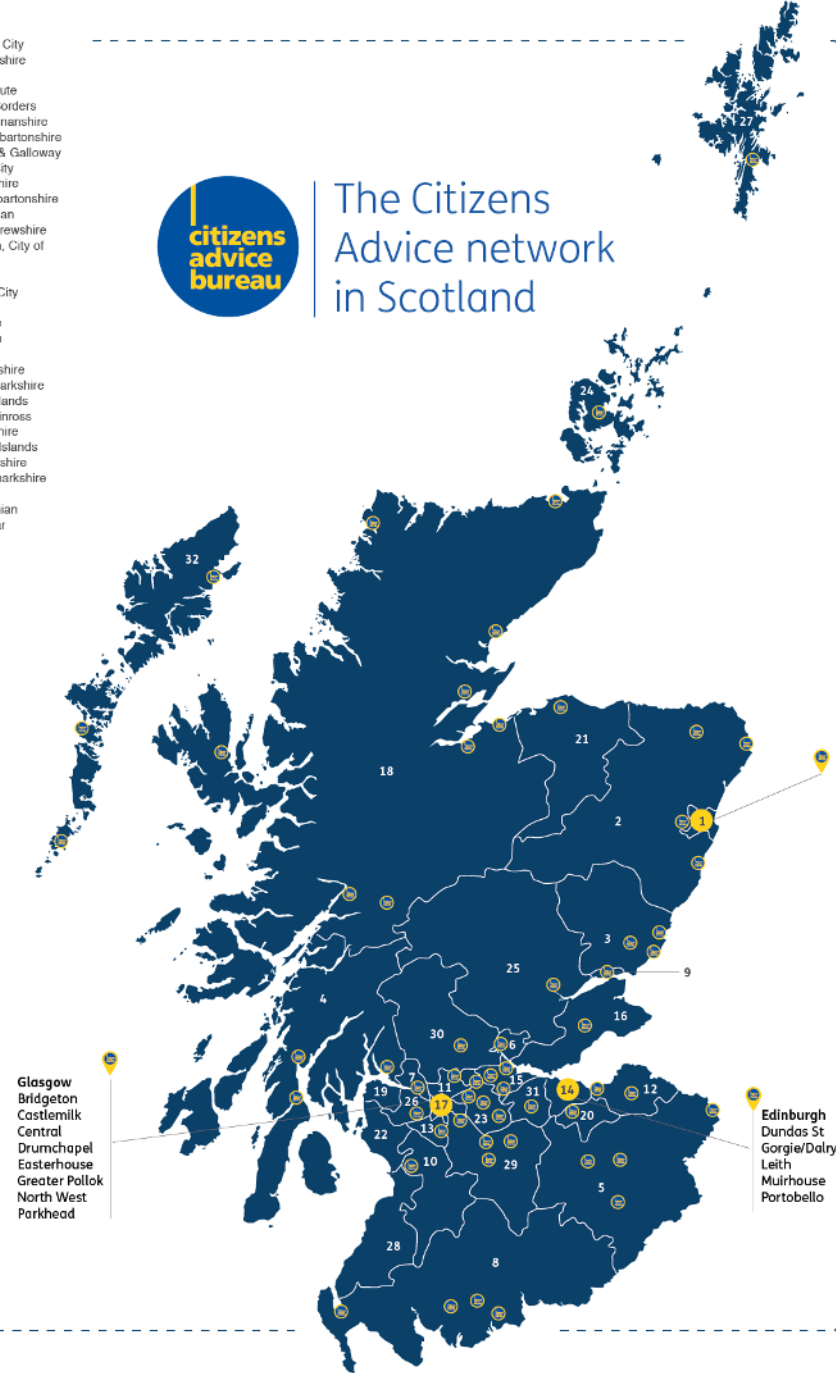 City
shire
ute
orders
nanshire
bartonshire
& Galloway
ity
hire
bartonshire
an
rewshire
, City of
City
shire
arkshire
lands
inross
hire
Islands
shire
narkshire
ian
ar
citizens
advice
bureau
The Citizens
Advice network
in Scotland
27
24
32
21
18
2
1
3
9
25
4
16
30
6
7
11
15
14
12
19
17
31
26
20
13
23
22
10
29
5
28
8
Glasgow
Bridgeton
Castlemilk
Central
Drumchapel
Easterhouse
Greater Pollok
North West
Parkhead
Edinburgh
Dundas St
Gorgie/Dalry
Leith
Muirhouse
Portobello